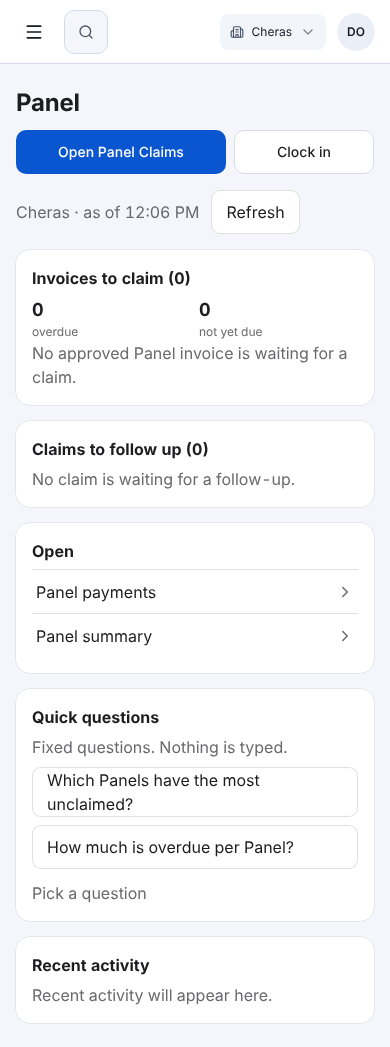 Cheras
DO
Panel
Open Panel Claims
Clock in
Cheras · as of 12:06 PM
Refresh
Invoices to claim (0)
0
overdue
0
not yet due
No approved Panel invoice is waiting for a
claim.
Claims to follow up (0)
No claim is waiting for a follow-up.
Open
Panel payments
Panel summary
Quick questions
Fixed questions. Nothing is typed.
Which Panels have the most
unclaimed?
How much is overdue per Panel?
Pick a question
Recent activity
Recent activity will appear here.